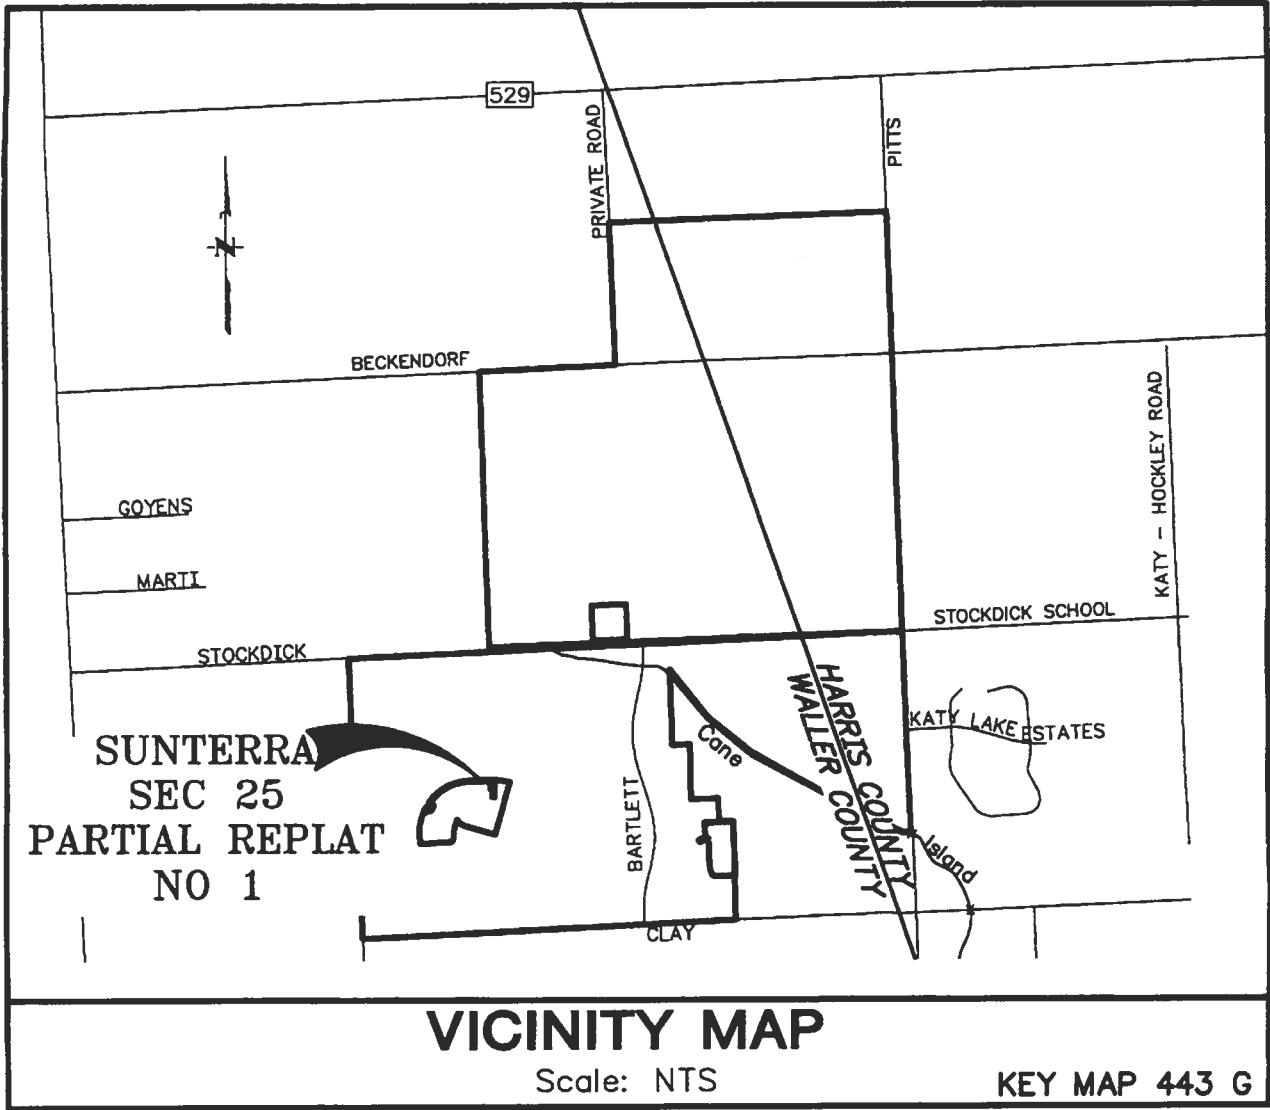 529
PRIVATE ROAD
PITTS
N
BECKENDORF
KATY - HOCKLEY ROAD
GOYENS
MARTI
STOCKDICK SCHOOL
STOCKDICK
HARRIS COUNTY
WALLER COUNTY
KATY LAKE ESTATES
Cane
SUNTERRA
SEC 25
PARTIAL REPLAT
NO 1
BARTLETT
Island
CLAY
VICINITY MAP
Scale: NTS
KEY MAP 443 G